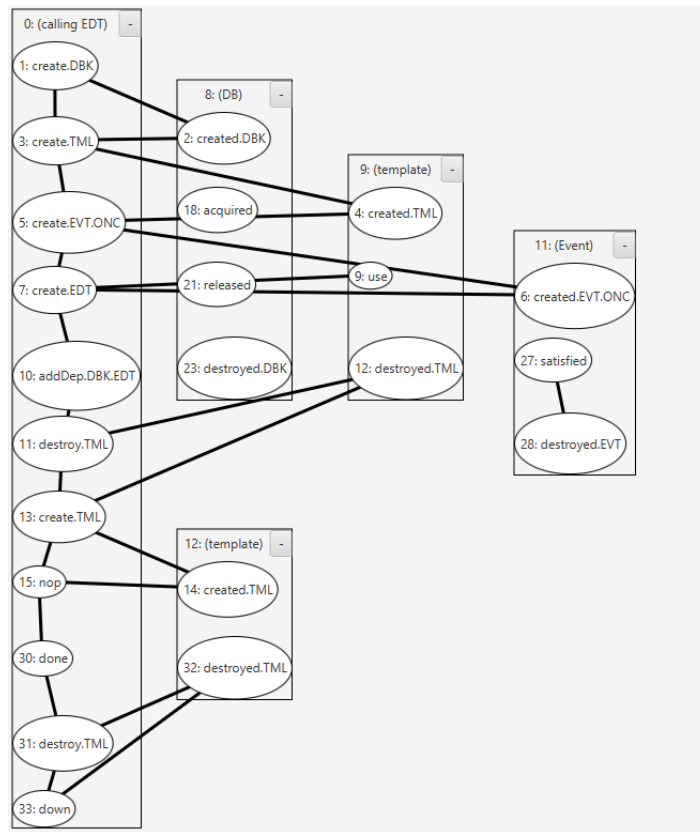 0: (calling EDT) -
1: create.DBK
3: create.TML
5: create.EVT.ONC
7: create.EDT
10: addDep.DBK.EDT
11: destroy.TML
13: create.TML
15: nop
30: done
31: destroy.TML
33: down
8: (DB) -
2: created.DBK
18: acquired
21: released
23: destroyed.DBK
9: (template) -
4: created.TML
9: use
12: destroyed.TML
11: (Event) -
6: created.EVT.ONC
27: satisfied
28: destroyed.EVT
12: (template) -
14: created.TML
32: destroyed.TML